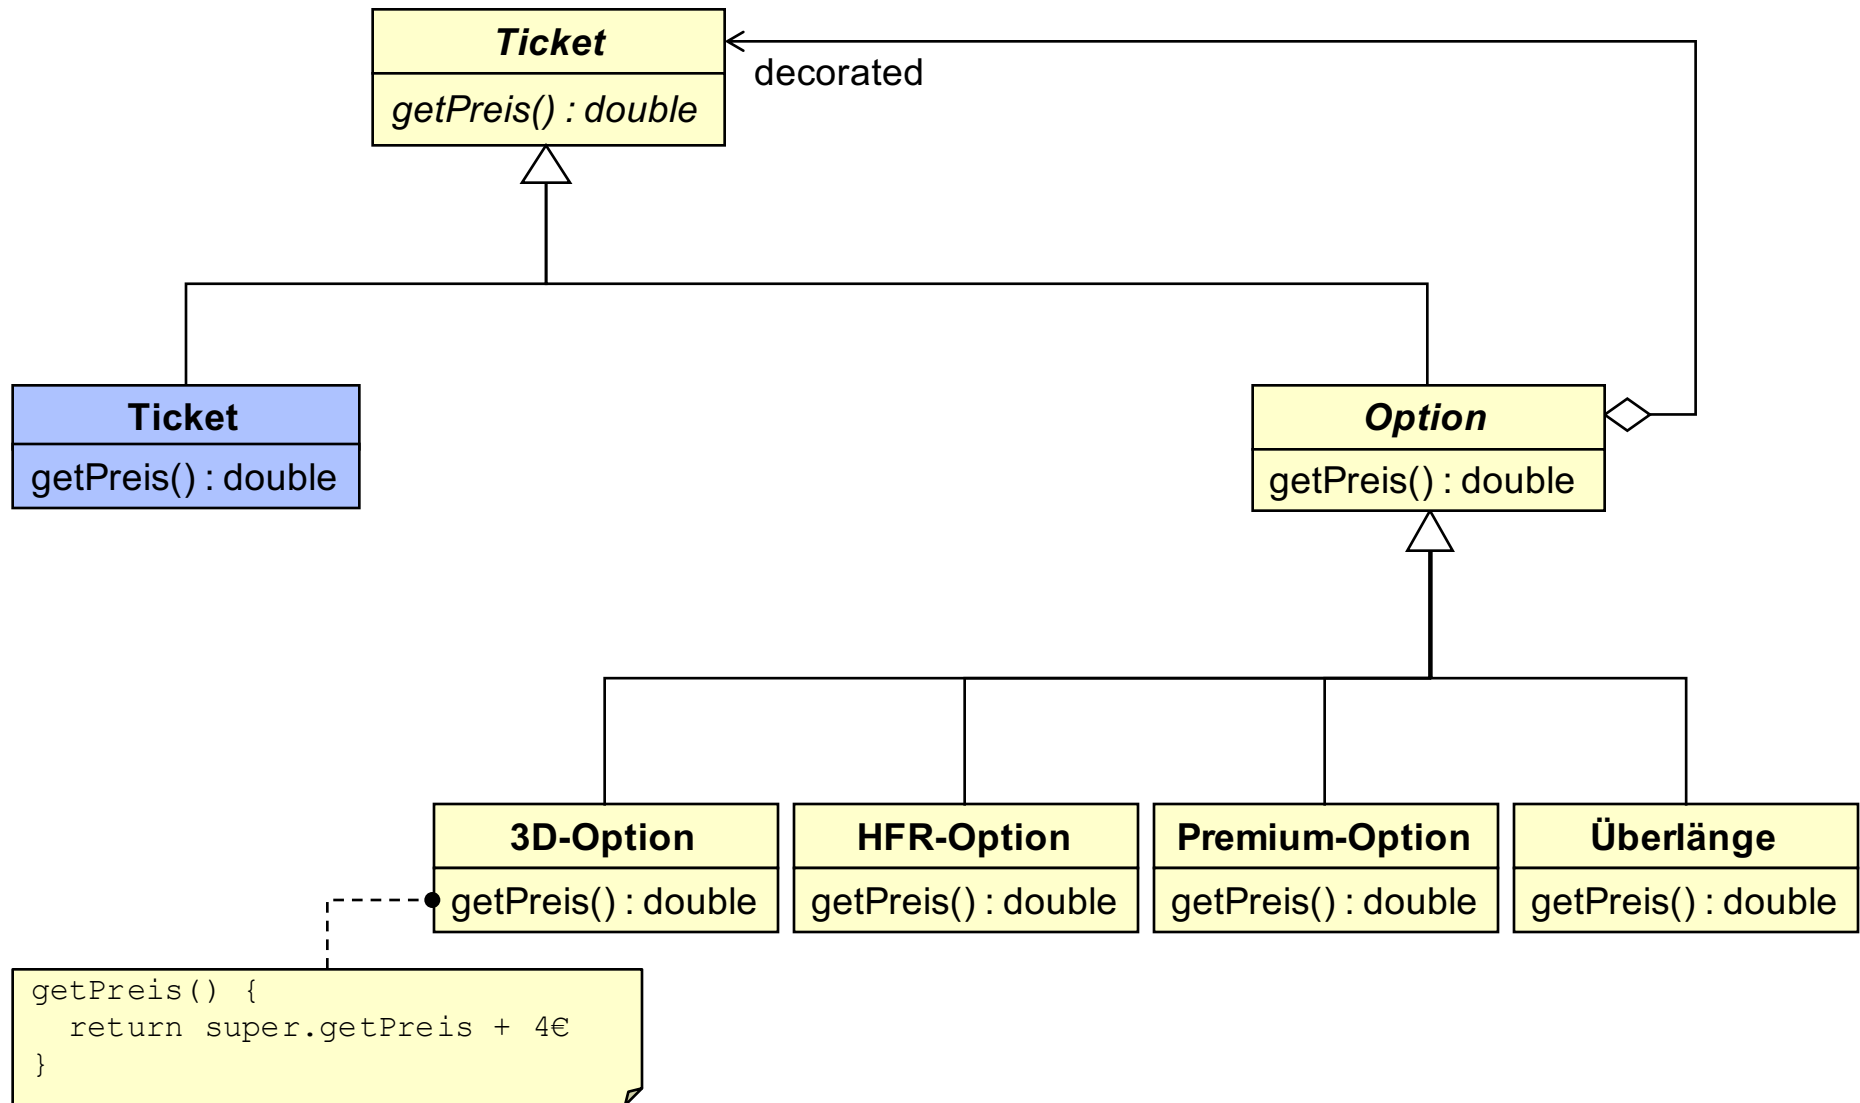 Ticket
getPreis() : double
decorated
Ticket
getPreis() : double
Option
getPreis() : double
3D-Option
getPreis() : double
HFR-Option
getPreis() : double
Premium-Option
getPreis() : double
Überlänge
getPreis() : double
getPreis() {
  return super.getPreis + 4€
}